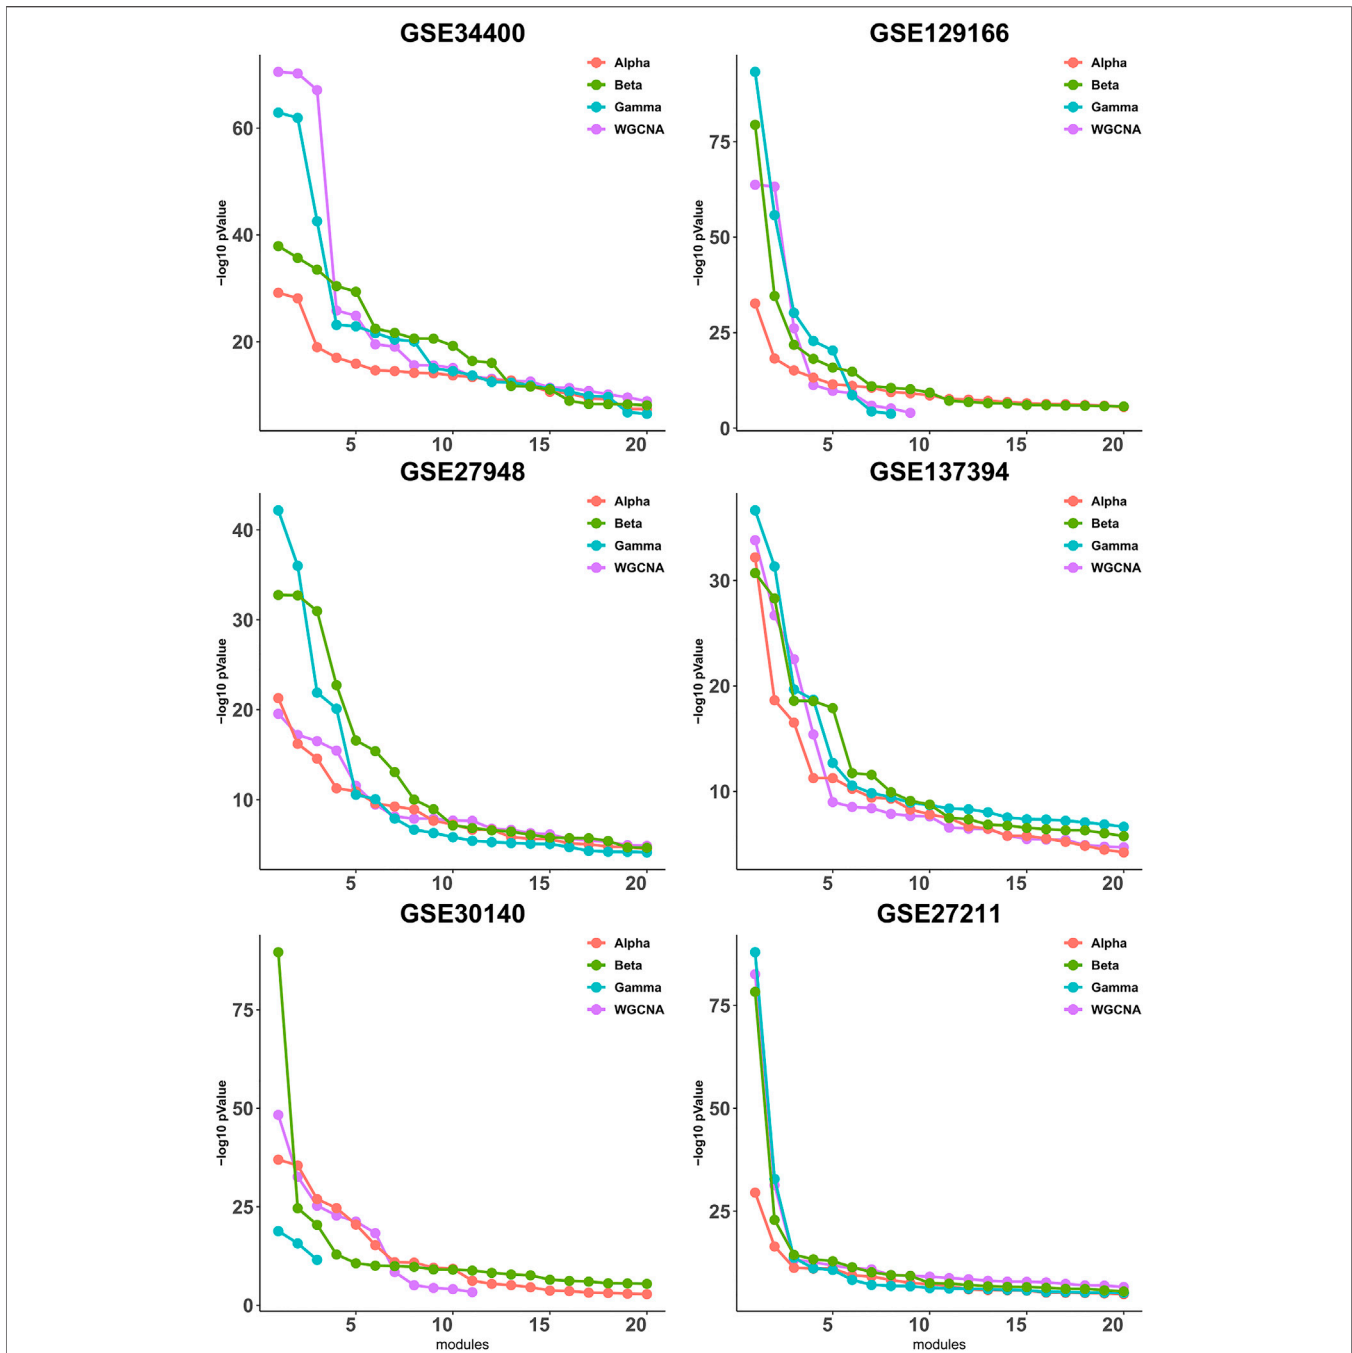 GSE34400
Alpha
Beta
Gamma
WGCNA
60
40
20
−log10 pValue
5
10
15
20
GSE129166
Alpha
Beta
Gamma
WGCNA
75
50
25
0
−log10 pValue
5
10
15
20
GSE27948
Alpha
Beta
Gamma
WGCNA
40
30
20
10
−log10 pValue
5
10
15
20
GSE137394
Alpha
Beta
Gamma
WGCNA
30
20
10
−log10 pValue
5
10
15
20
GSE30140
Alpha
Beta
Gamma
WGCNA
75
50
25
0
−log10 pValue
5
10
15
20
modules
GSE27211
Alpha
Beta
Gamma
WGCNA
75
50
25
−log10 pValue
5
10
15
20
modules